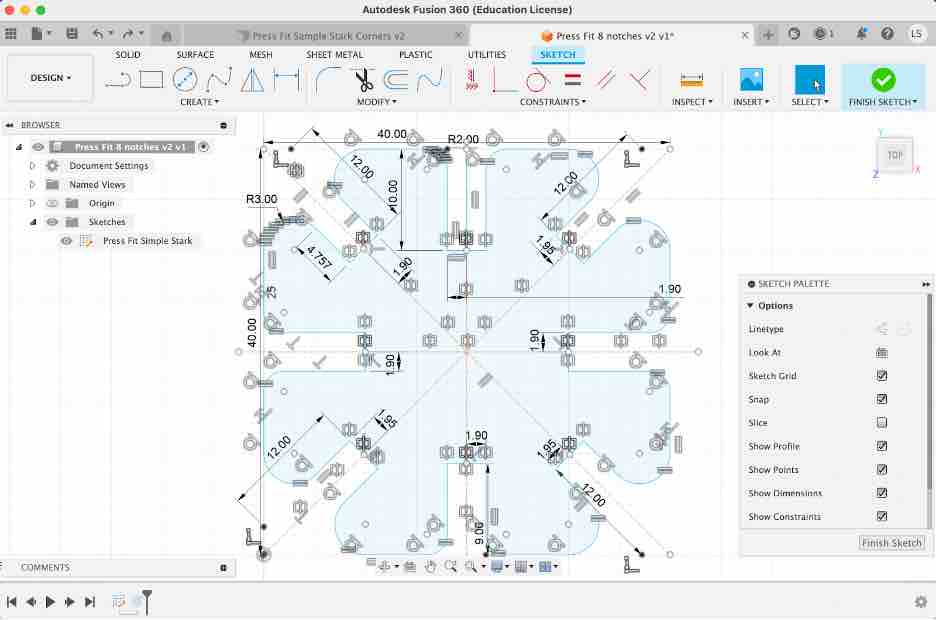 Autodesk Fusion 360 (Education License)
Press Fit Sample Stark Corners v2
Press Fit 8 notches v2 v1*
1
LS
DESIGN
SOLID
SURFACE
MESH
SHEET METAL
PLASTIC
UTILITIES
SKETCH
CREATE
MODIFY
CONSTRAINTS
INSPECT
INSERT
SELECT
FINISH SKETCH
BROWSER
Press Fit 8 notches v2 v1
Document Settings
Named Views
Origin
Sketches
Press Fit Simple Stark
40.00
R2.00
12.00
10.00
12.00
R3.00
4.757
1.90
1.95
25
1.90
40.00
1.90
1.90
1.95
12.00
1.90
1.95
12.00
9.06
TOP
Y
X
Z
SKETCH PALETTE
Options
Linetype
Look At
Sketch Grid
Snap
Slice
Show Profile
Show Points
Show Dimensions
Show Constraints
Finish Sketch
COMMENTS